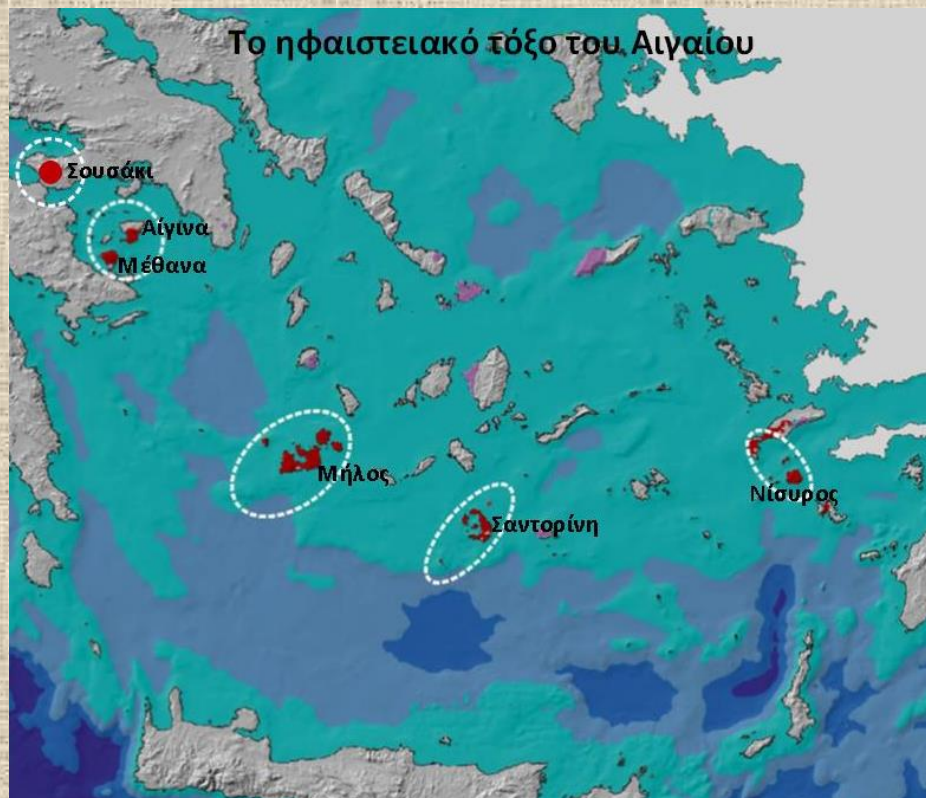 Το ηφαιστειακό τόξο του Αιγαίου
Σουσάκι
Αίγινα
Μέθανα
Μήλος
Σαντορίνη
Νίσυρος